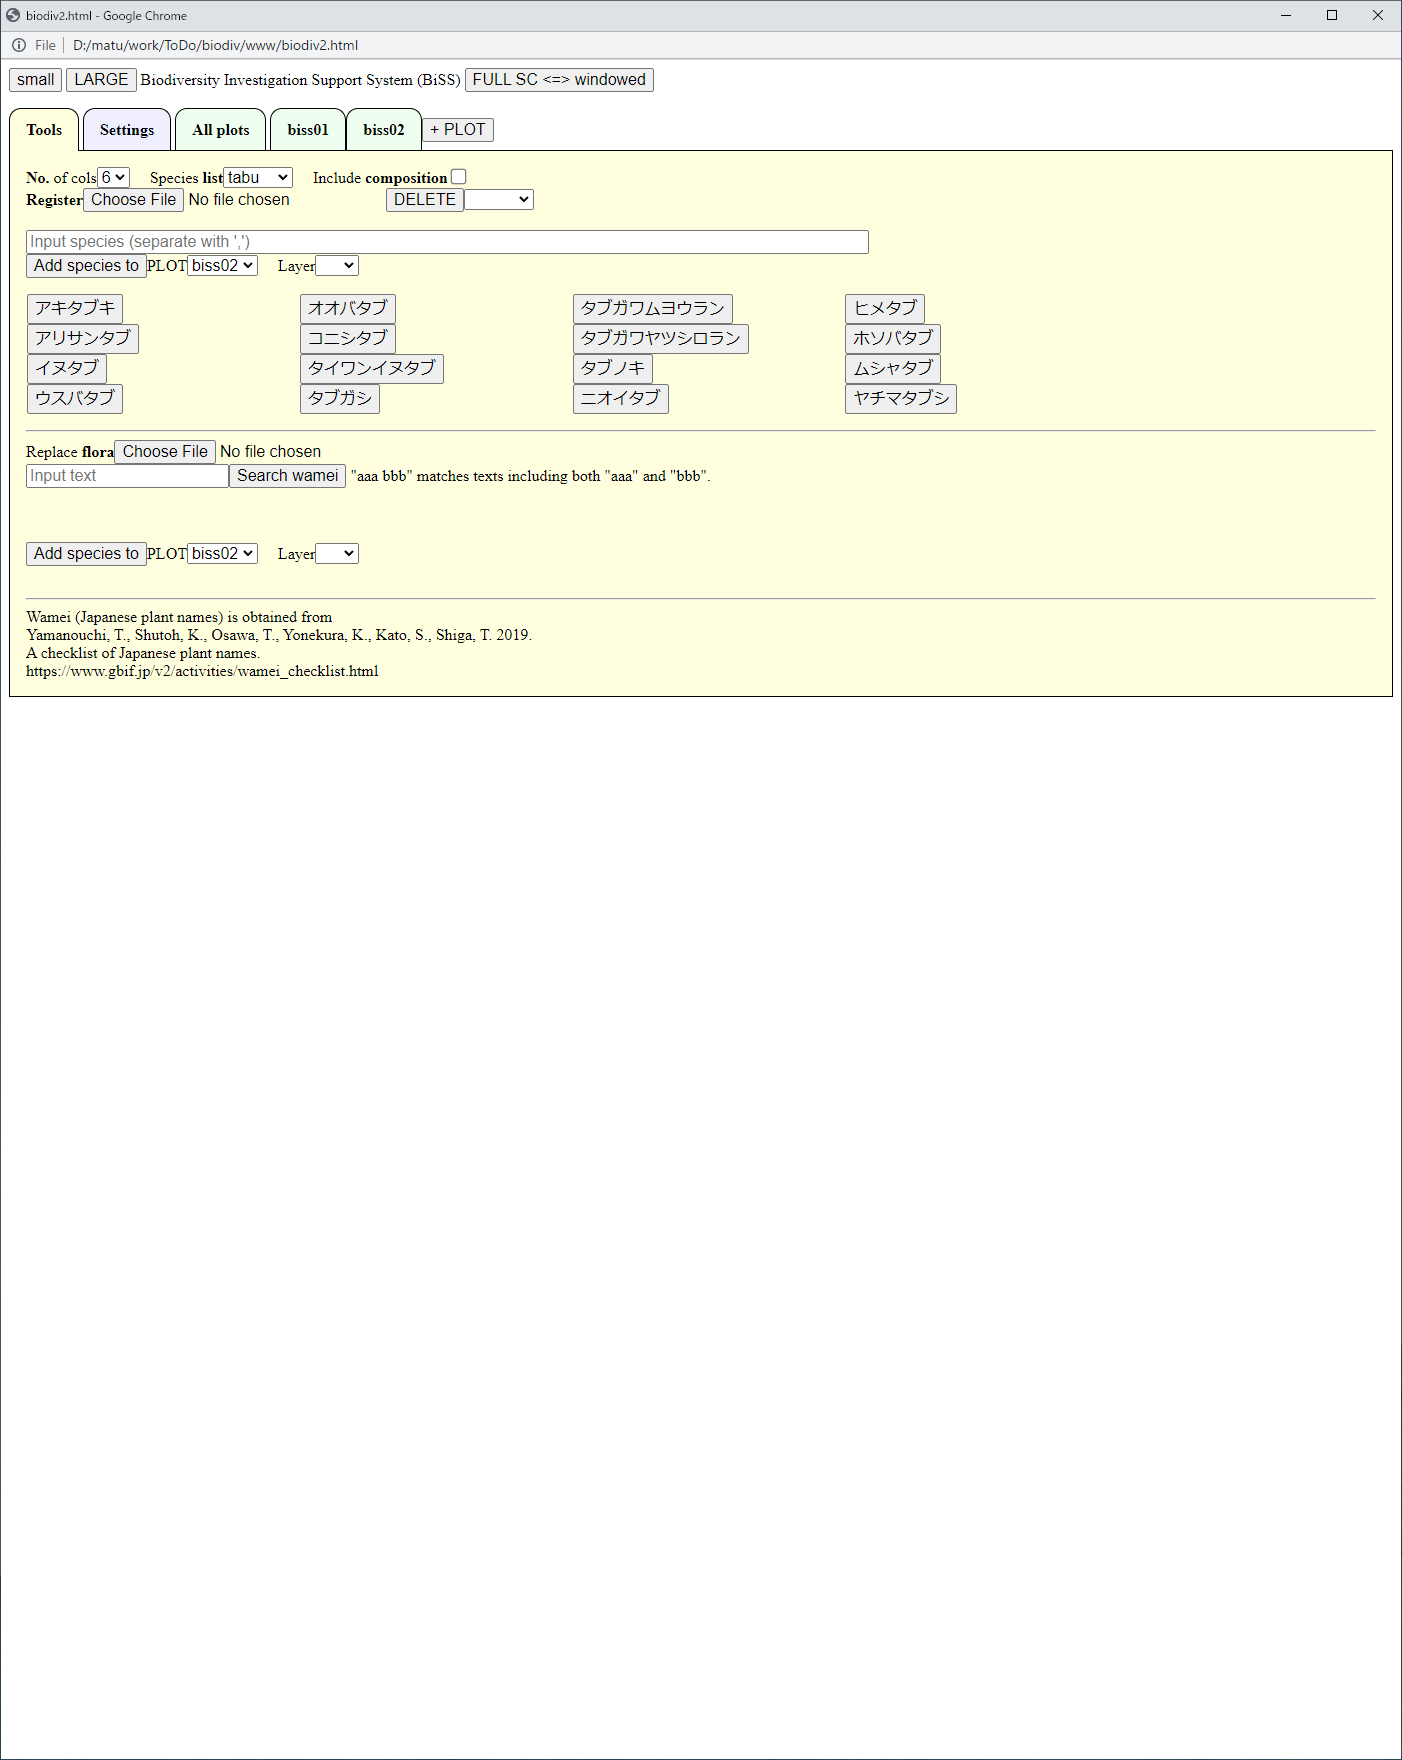 biodiv2.html - Google Chrome
File D:/matu/work/ToDo/biodiv/www/biodiv2.html
small LARGE Biodiversity Investigation Support System (BiSS) FULL SC <=> windowed
Tools Settings All plots biss01 biss02 + PLOT
No. of cols 6 Species list tabu Include composition
Register Choose File No file chosen DELETE
Input species (separate with ',')
Add species to PLOT biss02 Layer
アキタブキ オオバタブ タブガワムヨウラン ヒメタブ
アリサンタブ コニシタブ タブガワヤツシロラン ホソバタブ
イヌタブ タイワンイヌタブ タブノキ ムシャタブ
ウスバタブ タブガシ ニオイタブ ヤチマタブシ
Replace flora Choose File No file chosen
Input text Search wamei "aaa bbb" matches texts including both "aaa" and "bbb".
Add species to PLOT biss02 Layer
Wamei (Japanese plant names) is obtained from
Yamanouchi, T., Shutoh, K., Osawa, T., Yonekura, K., Kato, S., Shiga, T. 2019.
A checklist of Japanese plant names.
https://www.gbif.jp/v2/activities/wamei_checklist.html